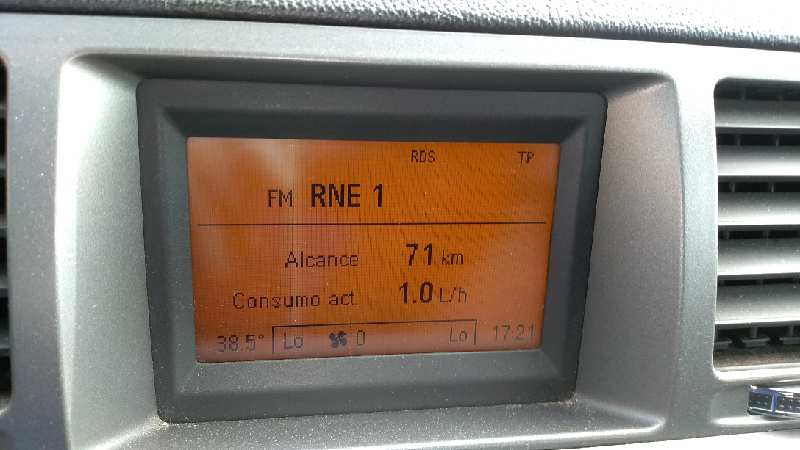 RDS TP
FM RNE 1
Alcance 71 km
Consumo act. 1.0 L/h
38.5° Lo 0 Lo 17:21